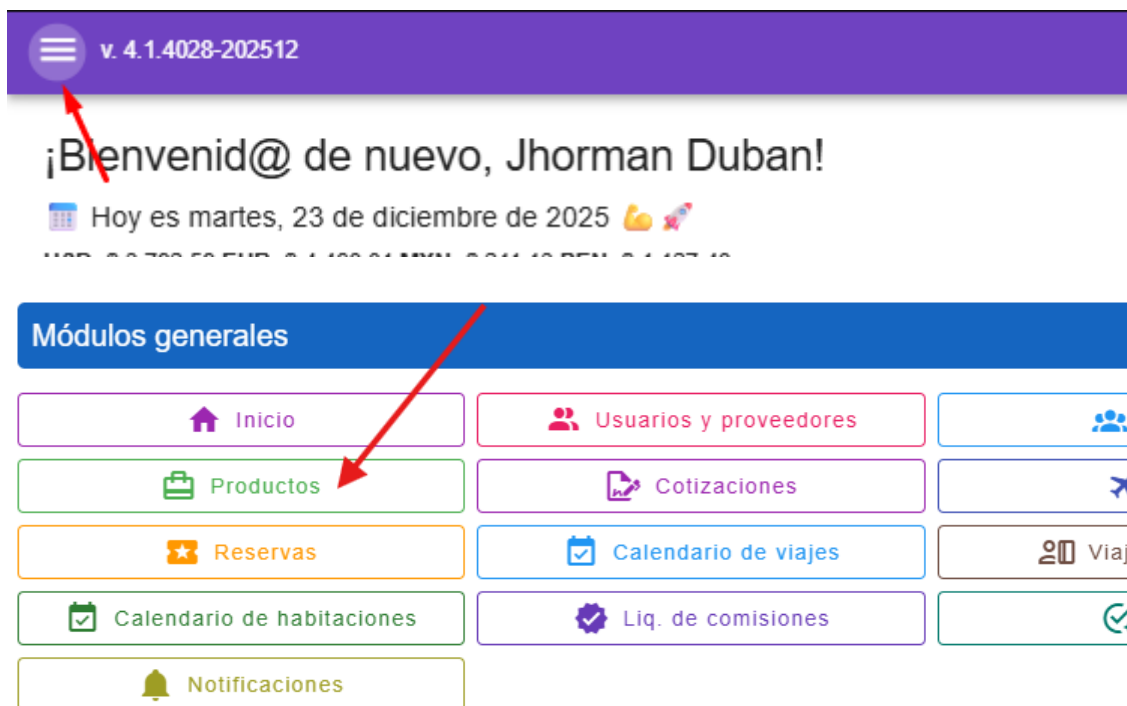 v. 4.1.4028-202512
¡Bienvenid@ de nuevo, Jhorman Duban!
Hoy es martes, 23 de diciembre de 2025
Módulos generales
Inicio
Usuarios y proveedores
Productos
Cotizaciones
Reservas
Calendario de viajes
Calendario de habitaciones
Liq. de comisiones
Notificaciones